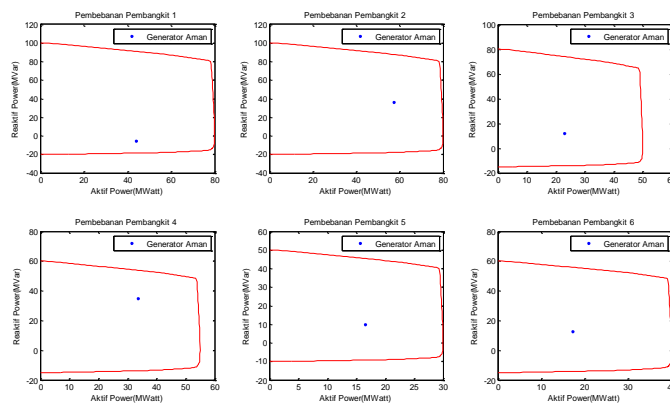 Pembebanan Pembangkit 1
Generator Aman
Reaktif Power(MVar)
120
100
80
60
40
20
0
-20
-40
0 20 40 60 80
Aktif Power(MWatt)
Pembebanan Pembangkit 2
Generator Aman
Reaktif Power(MVar)
120
100
80
60
40
20
0
-20
-40
0 20 40 60 80
Aktif Power(MWatt)
Pembebanan Pembangkit 3
Generator Aman
Reaktif Power(MVar)
100
80
60
40
20
0
-20
0 10 20 30 40 50
Aktif Power(MWatt)
Pembebanan Pembangkit 4
Generator Aman
Reaktif Power(MVar)
80
60
40
20
0
-20
0 10 20 30 40 50 60
Aktif Power(MWatt)
Pembebanan Pembangkit 5
Generator Aman
Reaktif Power(MVar)
60
50
40
30
20
10
0
-10
-20
0 5 10 15 20 25 30
Aktif Power(MWatt)
Pembebanan Pembangkit 6
Generator Aman
Reaktif Power(MVar)
80
60
40
20
0
-20
0 10 20 30
Aktif Power(MWatt)